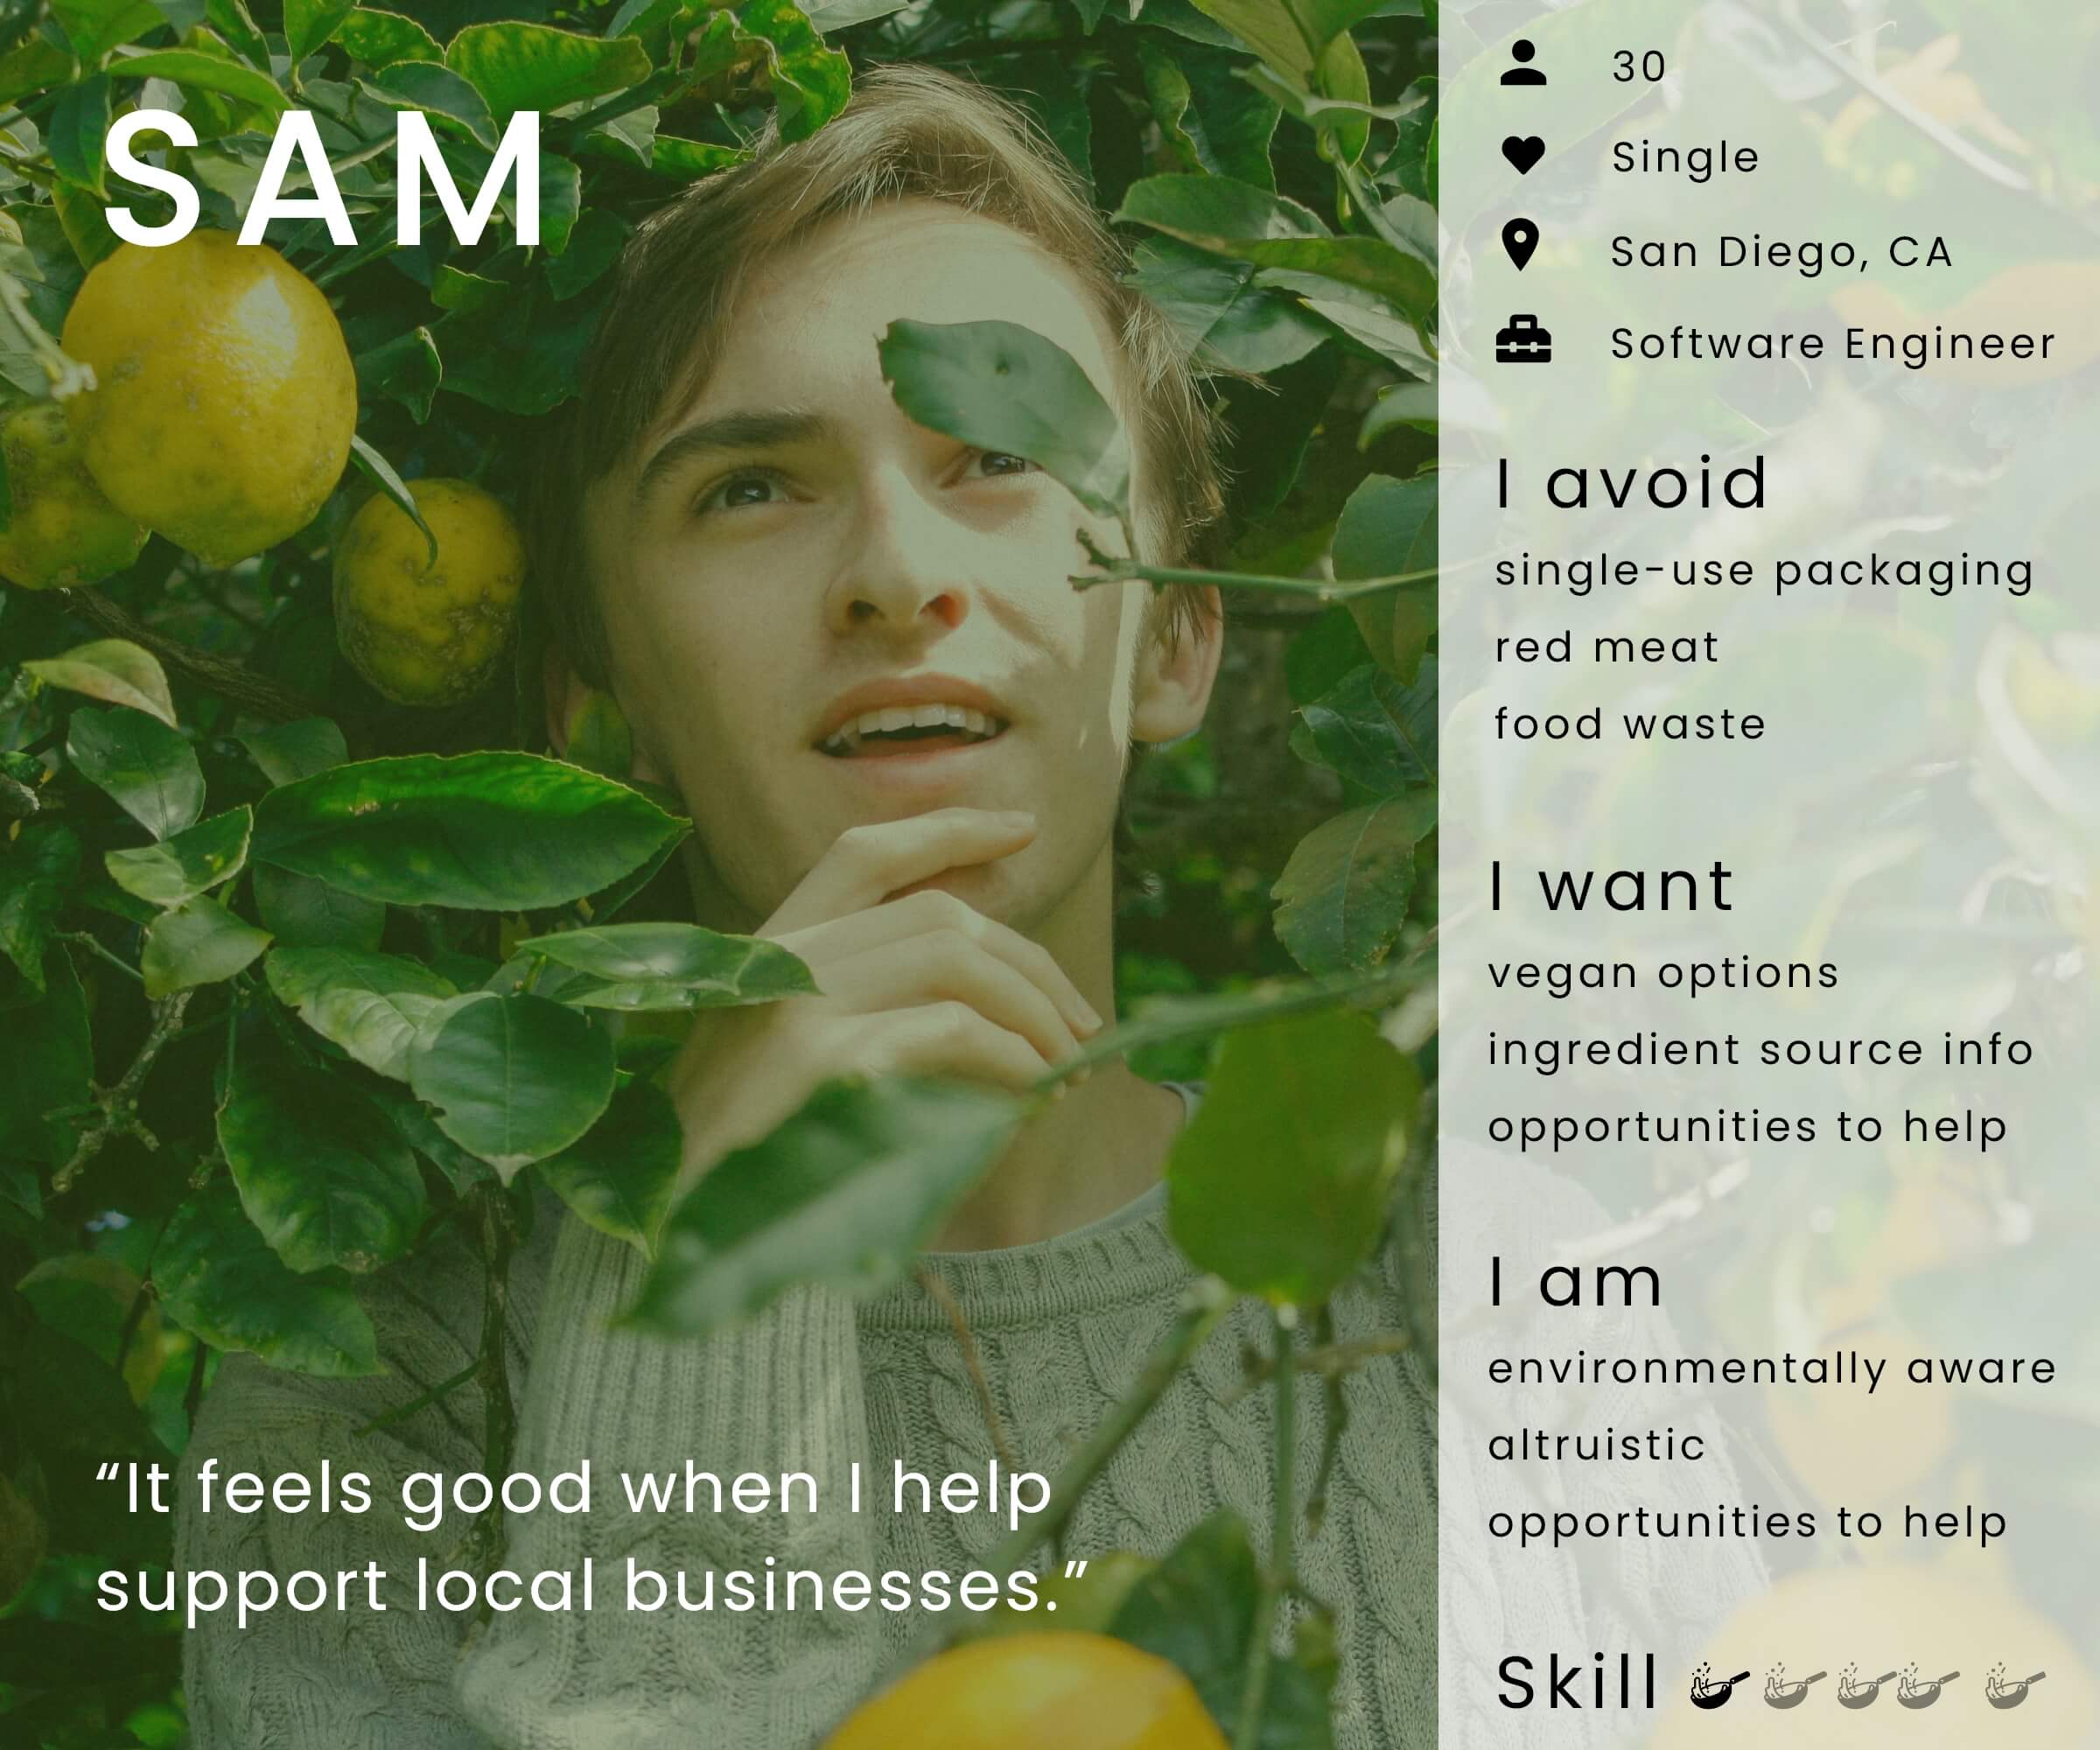 SAM
“It feels good when I help
support local businesses.”
30
Single
San Diego, CA
Software Engineer
I avoid
single-use packaging
red meat
food waste
I want
vegan options
ingredient source info
opportunities to help
I am
environmentally aware
altruistic
opportunities to help
Skill